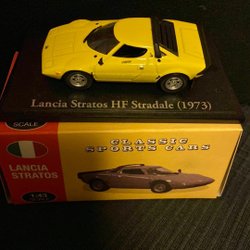 Lancia Stratos HF Stradale (1973)
SCALE
CLASSIC
SPORTS CARS
LANCIA
STRATOS
1:43